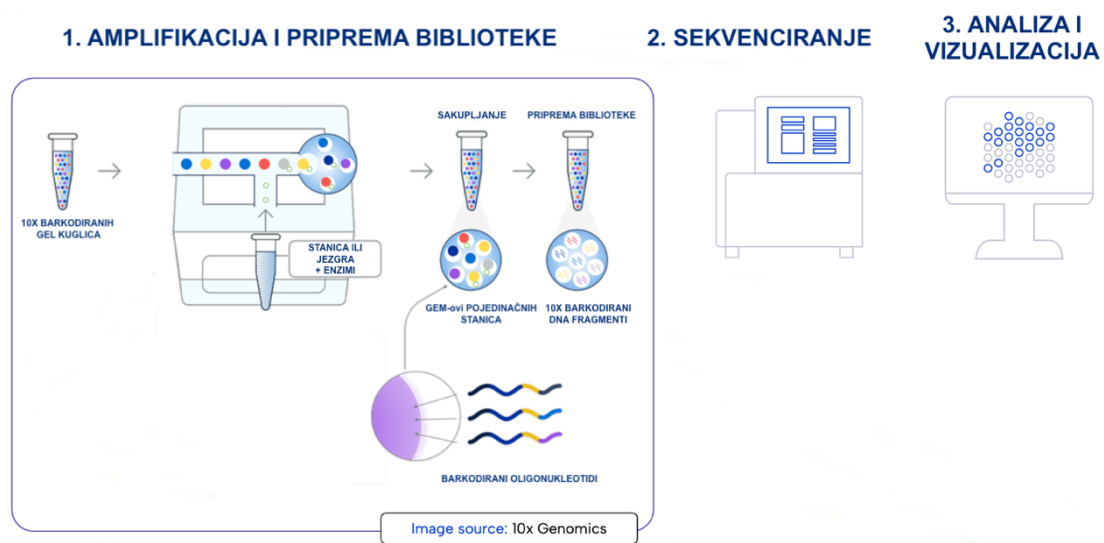 1. AMPLIFIKACIJA I PRIPREMA BIBLIOTEKE
2. SEKVENCIRANJE
3. ANALIZA I
VIZUALIZACIJA
SAKUPLJANJE
PRIPREMA BIBLIOTEKE
10X BARKODIRANIH
GEL KUGLICA
STANICA ILI
JEZGRA
+ ENZIMI
GEM-ovi POJEDINAČNIH
STANICA
10X BARKODIRANI
DNA FRAGMENTI
BARKODIRANI OLIGONUKLEOTIDI
Image source: 10x Genomics